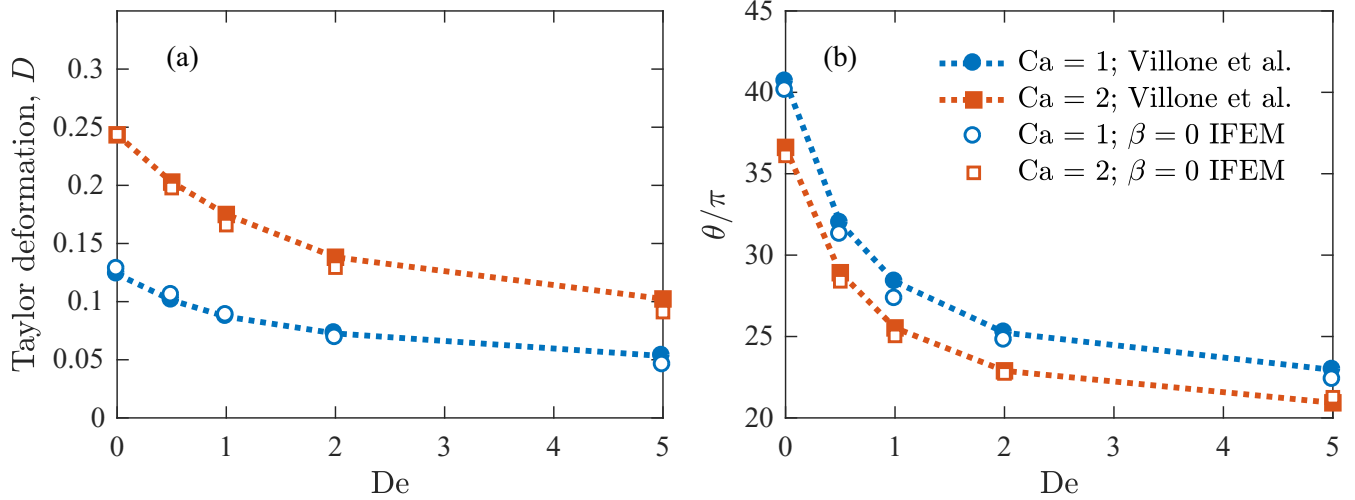 (a)
Taylor deformation, D
0.3
0.25
0.2
0.15
0.1
0.05
0
0 1 2 3 4 5
De
(b)
Ca = 1; Villone et al.
Ca = 2; Villone et al.
Ca = 1; β = 0 IFEM
Ca = 2; β = 0 IFEM
θ/π
45
40
35
30
25
20
0 1 2 3 4 5
De